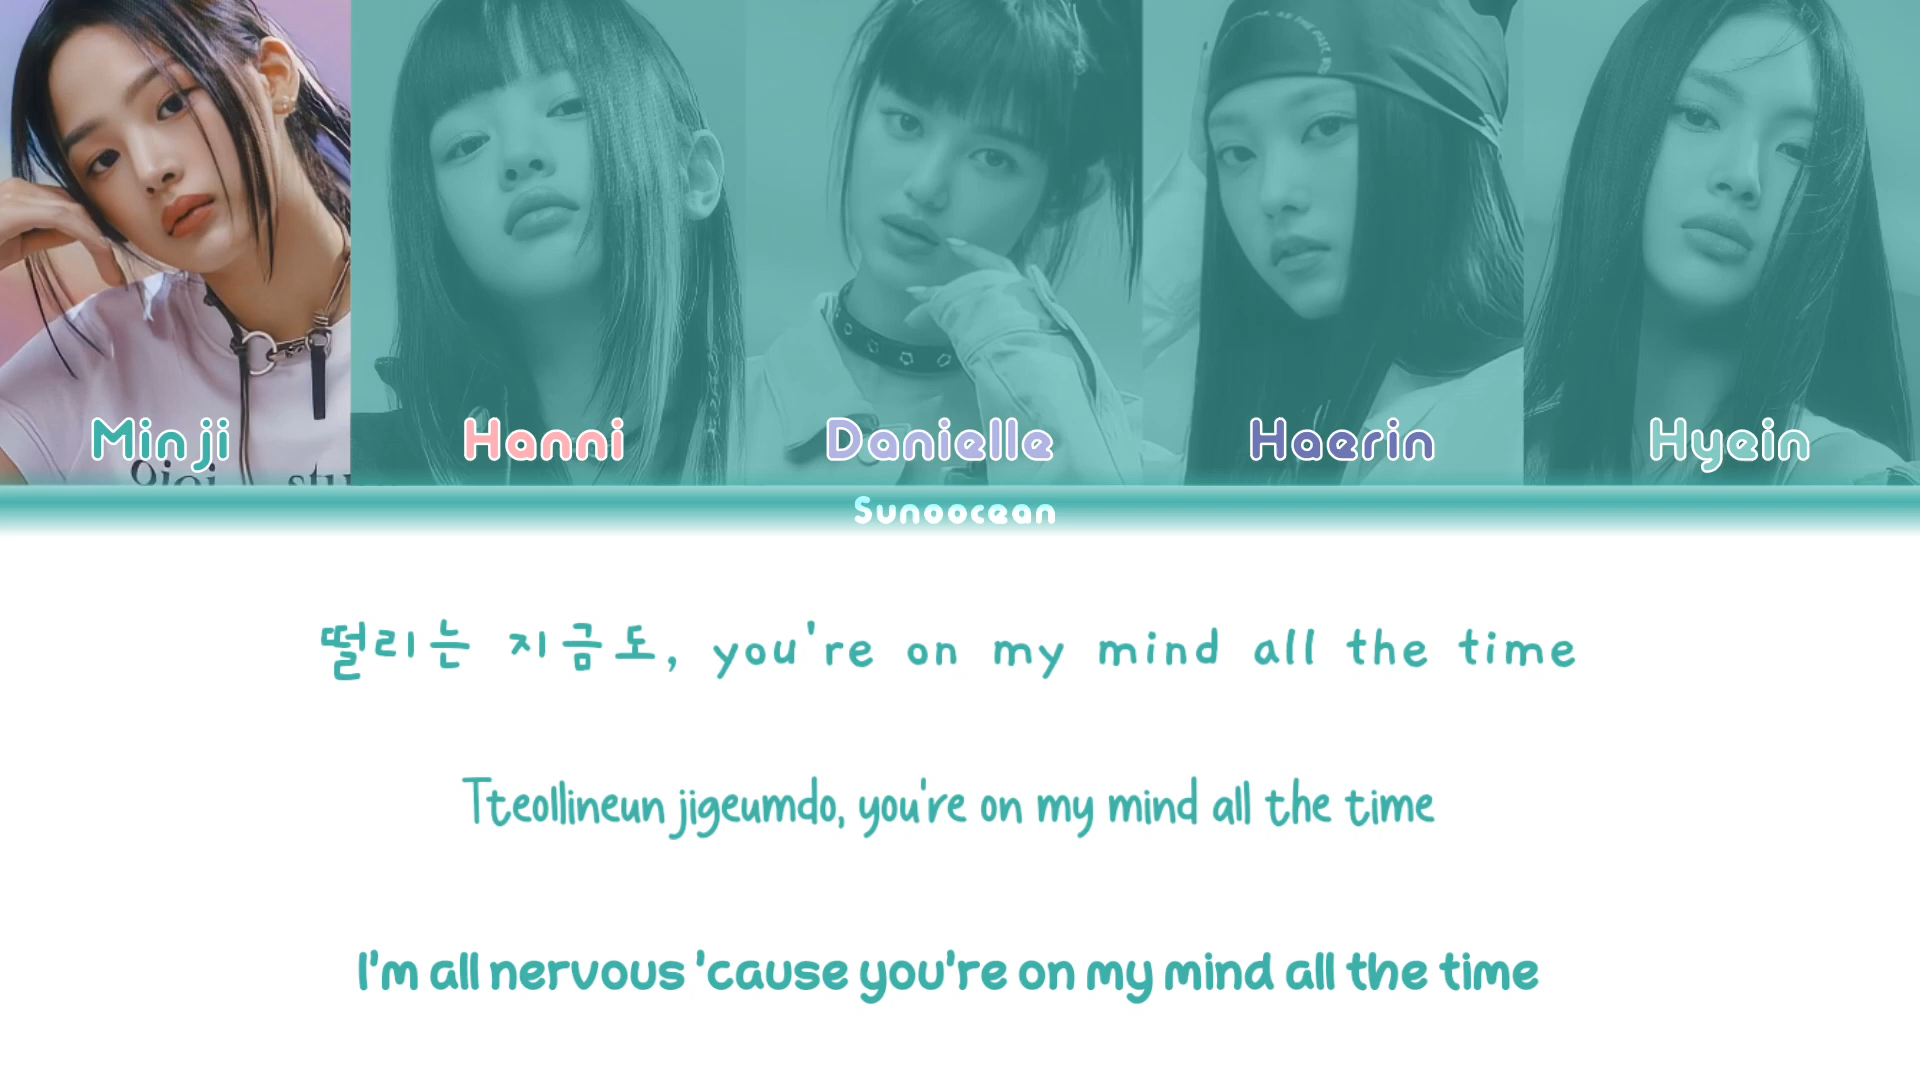 Minji Hanni Danielle Haerin Hyein
gigi stu
Sunoocean
떨리는 지금도, you're on my mind all the time
Tteollineun jigeumdo, you're on my mind all the time
I'm all nervous 'cause you're on my mind all the time